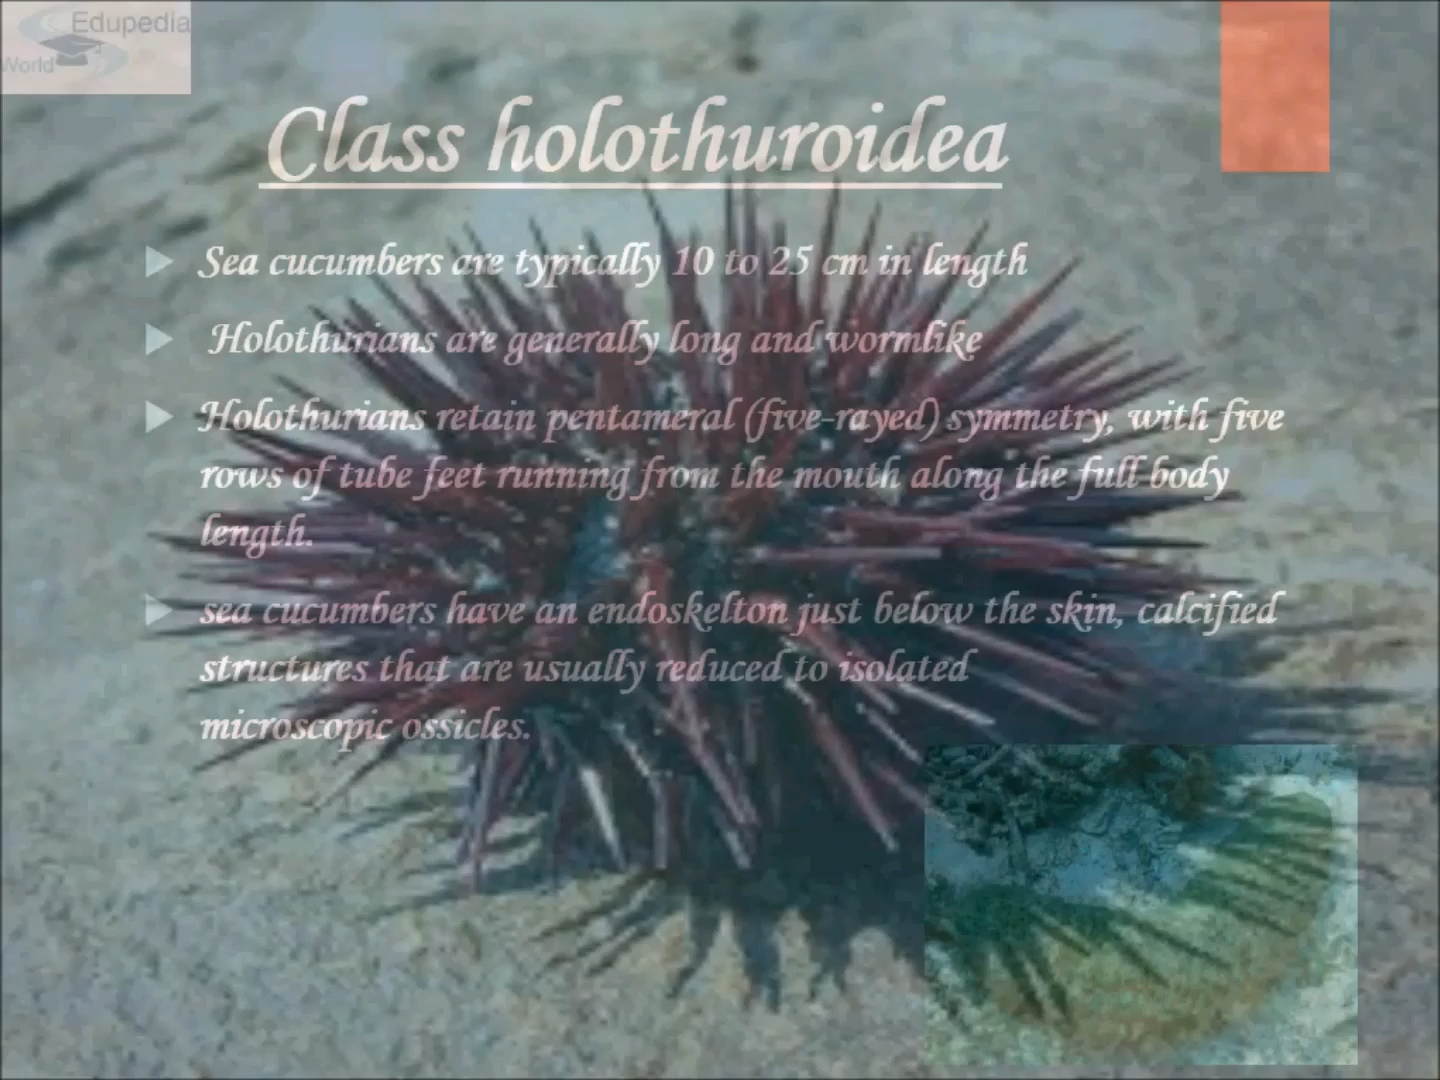 Edupedia
World
Class holothuroidea
Sea cucumbers are typically 10 to 25 cm in length
Holothurians are generally long and wormlike
Holothurians retain pentameral (five-rayed) symmetry, with five
rows of tube feet running from the mouth along the full body
length.
sea cucumbers have an endoskelton just below the skin, calcified
structures that are usually reduced to isolated
microscopic ossicles.